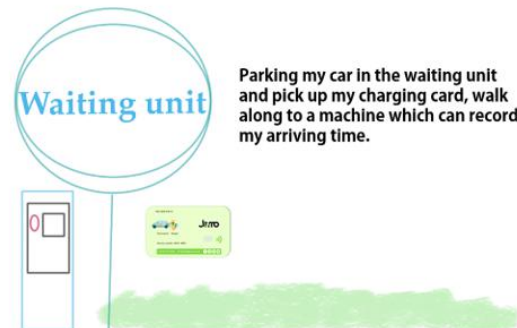 Waiting unit
Parking my car in the waiting unit
and pick up my charging card, walk
along to a machine which can record
my arriving time.